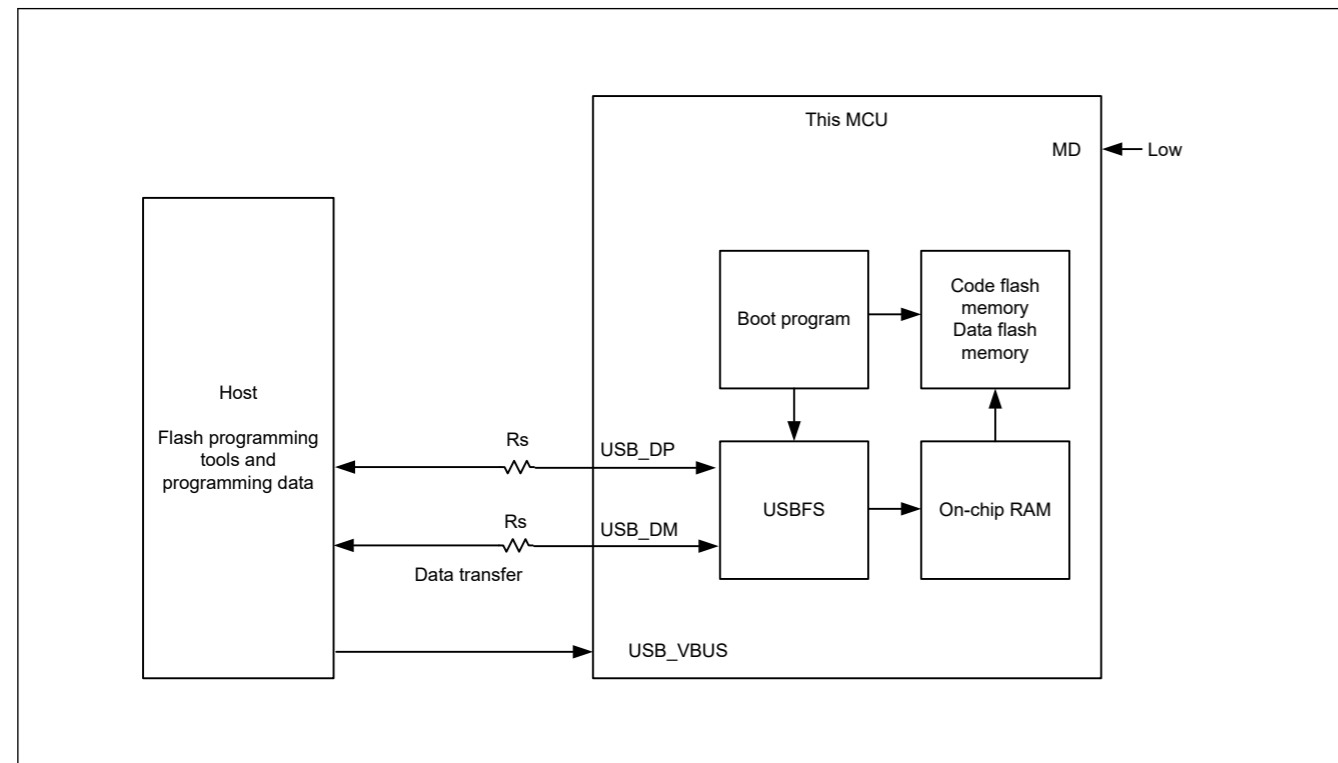 This MCU
MD
Low
Boot program
Code flash
memory
Data flash
memory
Host
Flash programming
tools and
programming data
Rs
USB_DP
Rs
USB_DM
Data transfer
USBFS
On-chip RAM
USB_VBUS